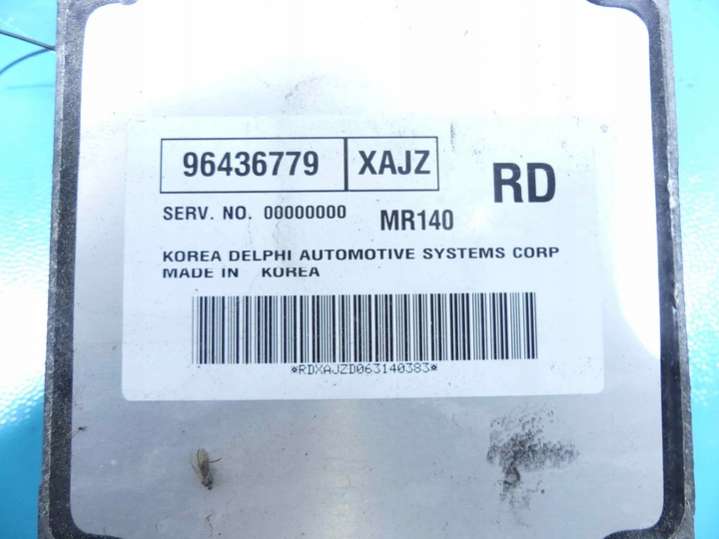 96436779 XAJZ RD
SERV. NO. 00000000 MR140
KOREA DELPHI AUTOMOTIVE SYSTEMS CORP
MADE IN KOREA
*RDXAJZD063140383*